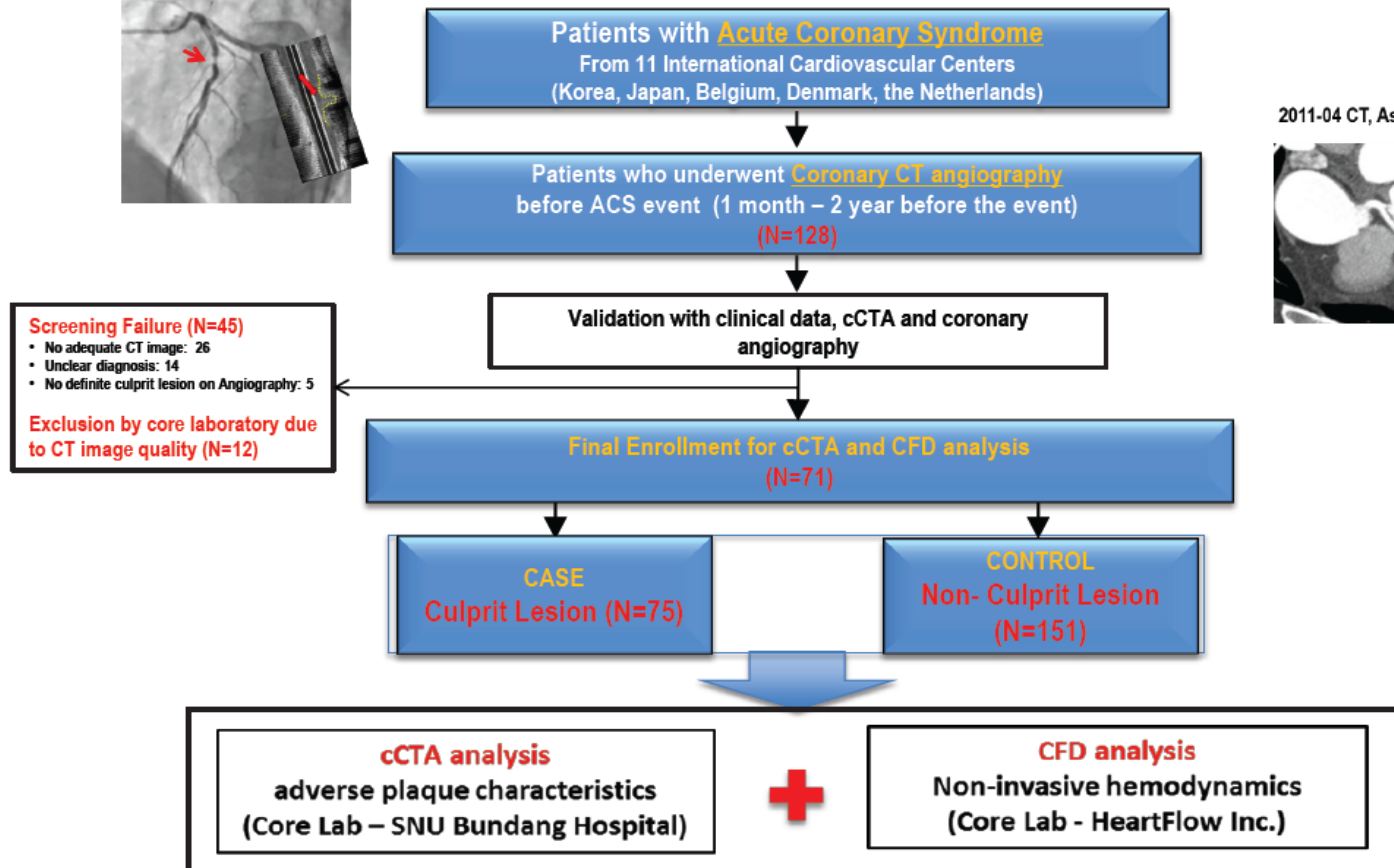 Patients with Acute Coronary Syndrome
From 11 International Cardiovascular Centers
(Korea, Japan, Belgium, Denmark, the Netherlands)
2011-04 CT, As
Patients who underwent Coronary CT angiography
before ACS event (1 month – 2 year before the event)
(N=128)
Validation with clinical data, cCTA and coronary
angiography
Screening Failure (N=45)
• No adequate CT image: 26
• Unclear diagnosis: 14
• No definite culprit lesion on Angiography: 5
Exclusion by core laboratory due
to CT image quality (N=12)
Final Enrollment for cCTA and CFD analysis
(N=71)
CASE
Culprit Lesion (N=75)
CONTROL
Non- Culprit Lesion
(N=151)
cCTA analysis
adverse plaque characteristics
(Core Lab – SNU Bundang Hospital)
CFD analysis
Non-invasive hemodynamics
(Core Lab - HeartFlow Inc.)